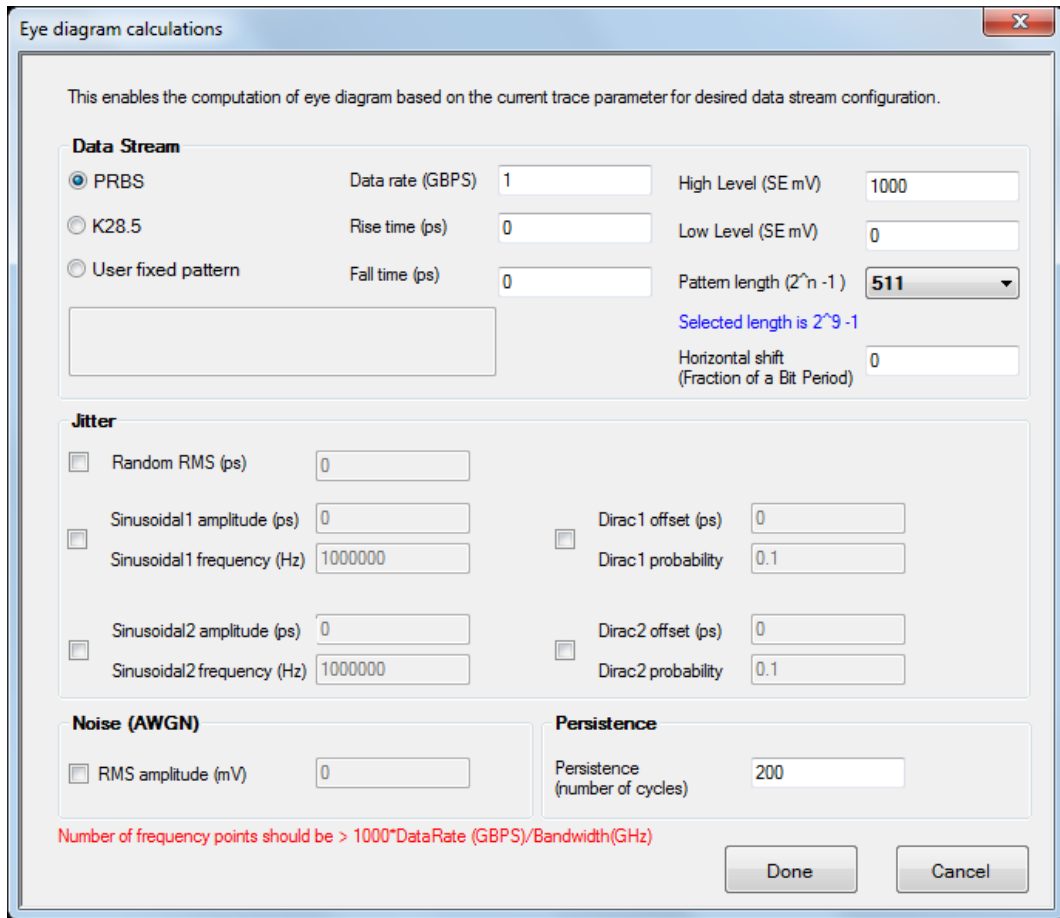 Eye diagram calculations
This enables the computation of eye diagram based on the current trace parameter for desired data stream configuration.
Data Stream
PRBS
Data rate (GBPS)
1
High Level (SE mV)
1000
K28.5
Rise time (ps)
0
Low Level (SE mV)
0
User fixed pattern
Fall time (ps)
0
Pattern length (2^n -1 )
511
Selected length is 2^9 -1
Horizontal shift
(Fraction of a Bit Period)
0
Jitter
Random RMS (ps)
0
Sinusoidal1 amplitude (ps)
0
Dirac1 offset (ps)
0
Sinusoidal1 frequency (Hz)
1000000
Dirac1 probability
0.1
Sinusoidal2 amplitude (ps)
0
Dirac2 offset (ps)
0
Sinusoidal2 frequency (Hz)
1000000
Dirac2 probability
0.1
Noise (AWGN)
RMS amplitude (mV)
0
Persistence
Persistence
(number of cycles)
200
Number of frequency points should be > 1000*DataRate (GBPS)/Bandwidth(GHz)
Done
Cancel